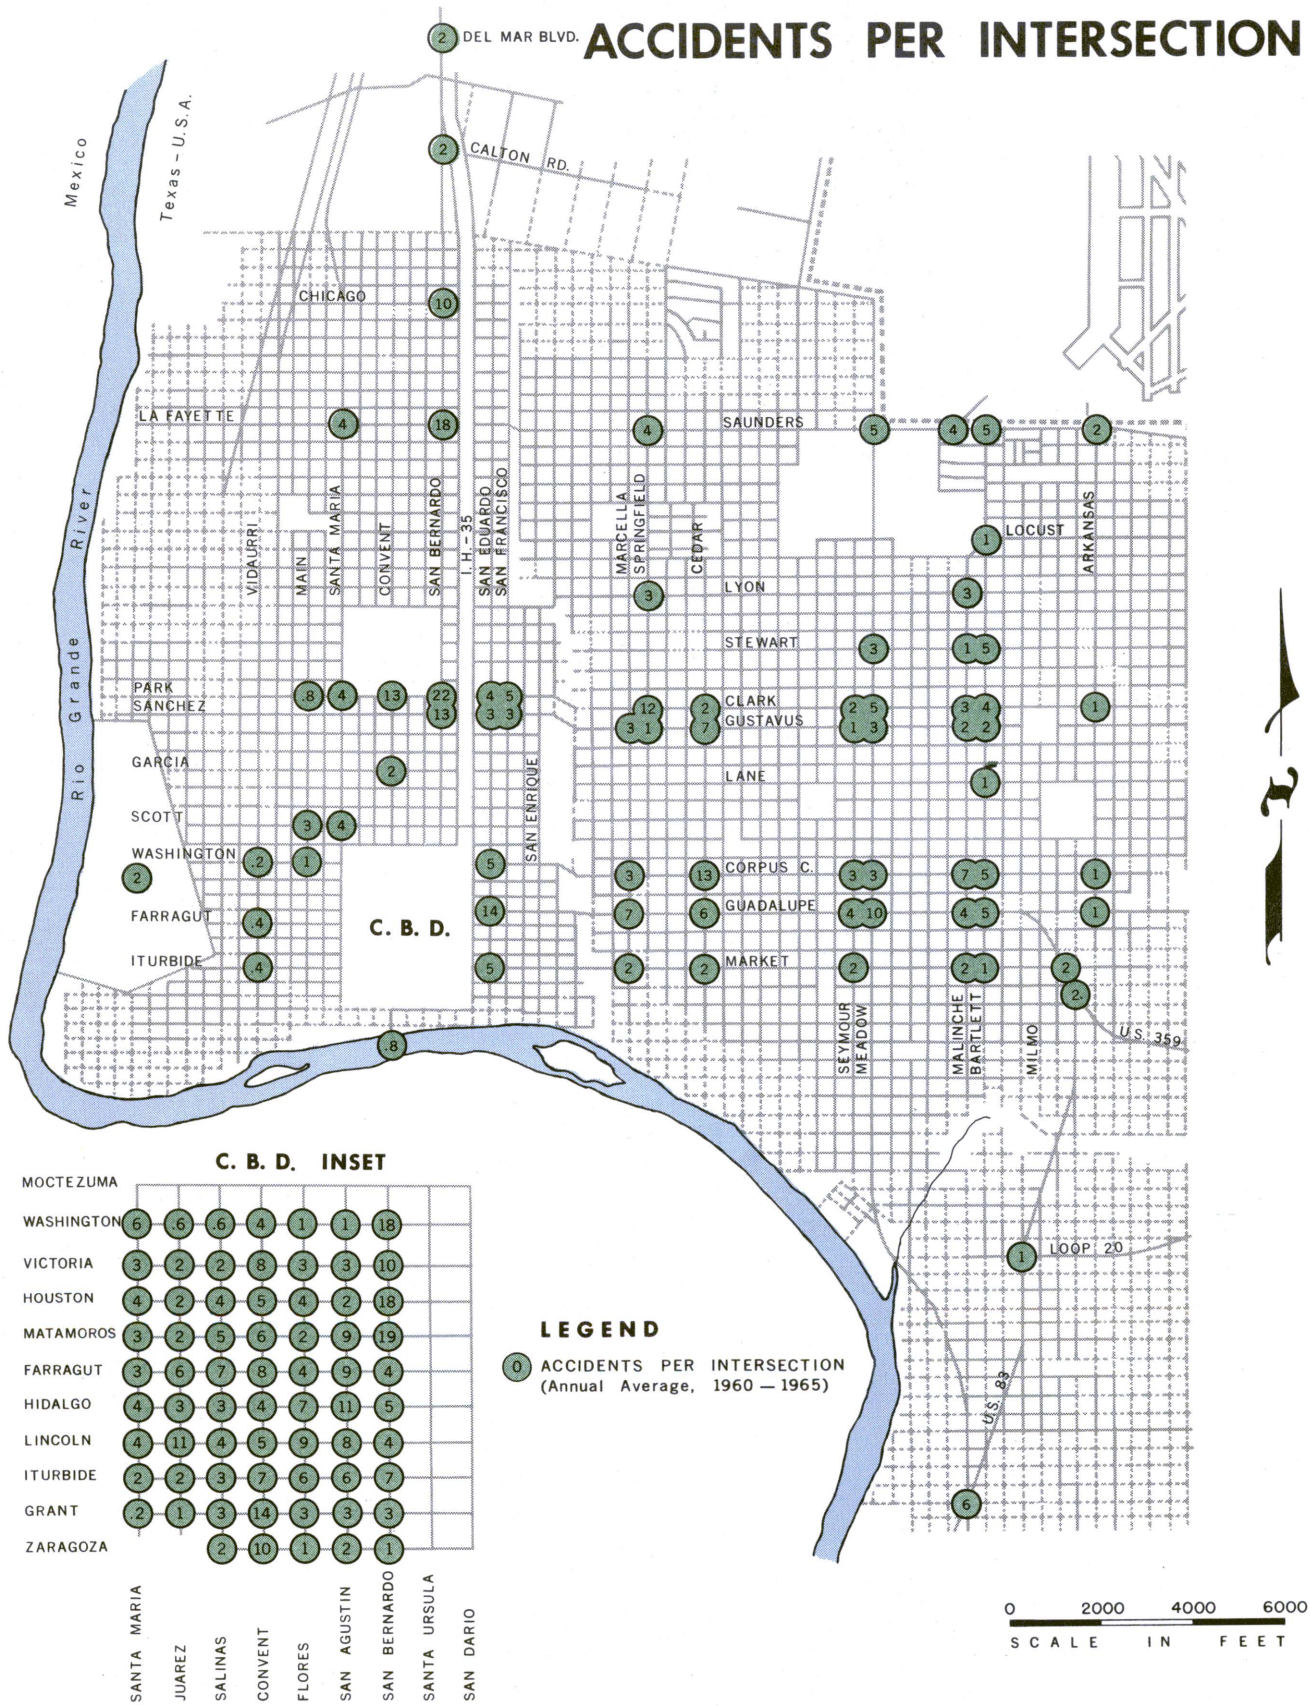 ACCIDENTS PER INTERSECTION
2 DEL MAR BLVD.
Mexico
Texas - U.S.A.
2 CALTON RD.
CHICAGO 10
LA FAYETTE 4 18 4 SAUNDERS 5 4 5 2
VIDAURRI
MAIN
SANTA MARIA
CONVENT
SAN BERNARDO
I.H.-35
SAN EDUARDO
SAN FRANCISCO
MARCELLA
SPRINGFIELD
CEDAR
ARKANSAS
1 LOCUST
3 LYON 3
STEWART 3 1 5
Rio Grande River
PARK 8 4 13 22 4 5 12 2 CLARK 2 5 3 4 1
SANCHEZ 13 3 3 3 1 7 GUSTAVUS 1 3 2 2
GARCIA 2 LANE 1
SAN ENRIQUE
SCOTT 3 4
WASHINGTON .2 1 5 3 13 CORPUS C. 3 3 7 5 1
2
FARRAGUT .4 C. B. D. 14 7 6 GUADALUPE 4 10 4 5 1
ITURBIDE .4 5 2 2 MARKET 2 2 1 2
2
SEYMOUR
MEADOW
MALINCHE
BARTLETT
MILMO
U.S. 359
.8
C. B. D. INSET
MOCTEZUMA
WASHINGTON 6 .6 .6 4 1 1 18
VICTORIA 3 2 2 8 3 3 10
HOUSTON 4 2 4 5 4 2 18
MATAMOROS 3 2 5 6 2 9 19
FARRAGUT 3 6 7 8 4 9 4
HIDALGO 4 3 3 4 7 11 5
LINCOLN 4 11 4 5 9 8 4
ITURBIDE 2 2 3 7 6 6 7
GRANT .2 1 3 14 3 3 3
ZARAGOZA 2 10 1 2 1
SANTA MARIA
JUAREZ
SALINAS
CONVENT
FLORES
SAN AGUSTIN
SAN BERNARDO
SANTA URSULA
SAN DARIO
1 LOOP 20
U.S. 83
6
LEGEND
0 ACCIDENTS PER INTERSECTION
(Annual Average, 1960 — 1965)
0 2000 4000 6000
SCALE IN FEET